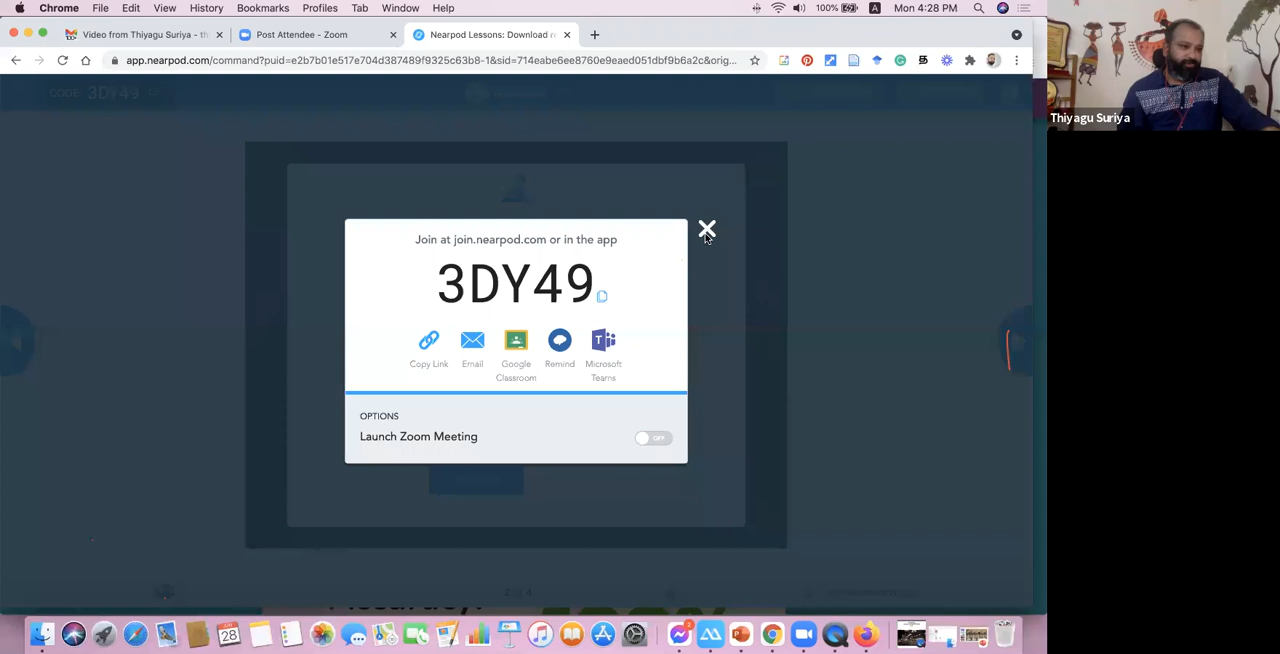 Chrome File Edit View History Bookmarks Profiles Tab Window Help 100% A Mon 4:28 PM
Video from Thiyagu Suriya - th Post Attendee - Zoom Nearpod Lessons: Download re
app.nearpod.com/command?puid=e2b7b01e517e704d387489f9325c63b8-1&sid=714eabe6ee8760e9eaed051dbf9b6a2c&orig...
Thiyagu Suriya
CODE: 3DY49
Join at join.nearpod.com or in the app
3DY49
Copy Link Email Google Classroom Remind Microsoft Teams
OPTIONS
Launch Zoom Meeting OFF